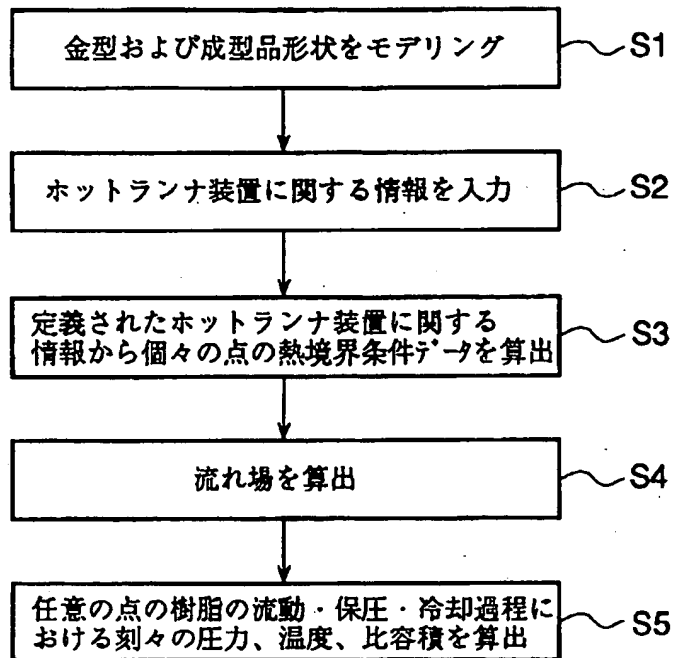 金型および成型品形状をモデリング
S1
ホットランナ装置に関する情報を入力
S2
定義されたホットランナ装置に関する
情報から個々の点の熱境界条件ﾃﾞｰﾀを算出
S3
流れ場を算出
S4
任意の点の樹脂の流動・保圧・冷却過程に
おける刻々の圧力、温度、比容積を算出
S5